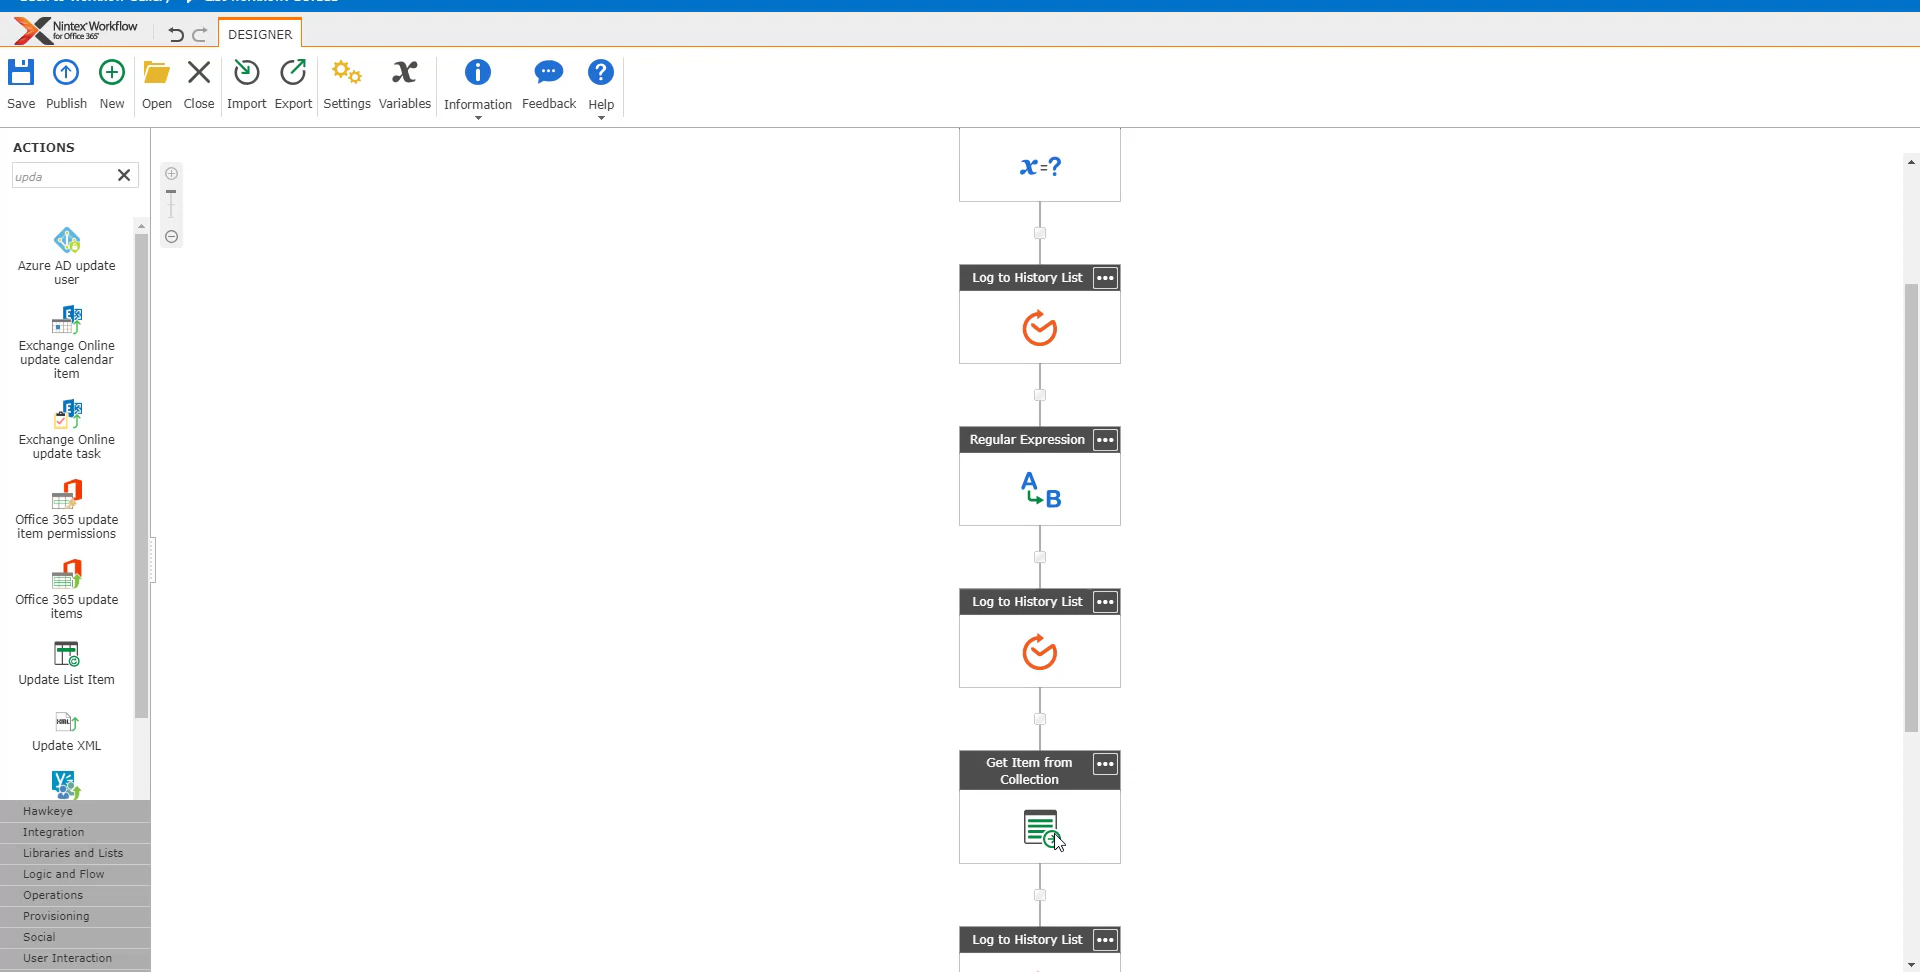 Nintex Workflow
for Office 365
DESIGNER
Save
Publish
New
Open
Close
Import
Export
Settings
Variables
Information
Feedback
Help
ACTIONS
upda
Azure AD update
user
Exchange Online
update calendar
item
Exchange Online
update task
Office 365 update
item permissions
Office 365 update
items
Update List Item
XML
Update XML
Hawkeye
Integration
Libraries and Lists
Logic and Flow
Operations
Provisioning
Social
User Interaction
x=?
Log to History List
Regular Expression
A
B
Log to History List
Get Item from
Collection
Log to History List